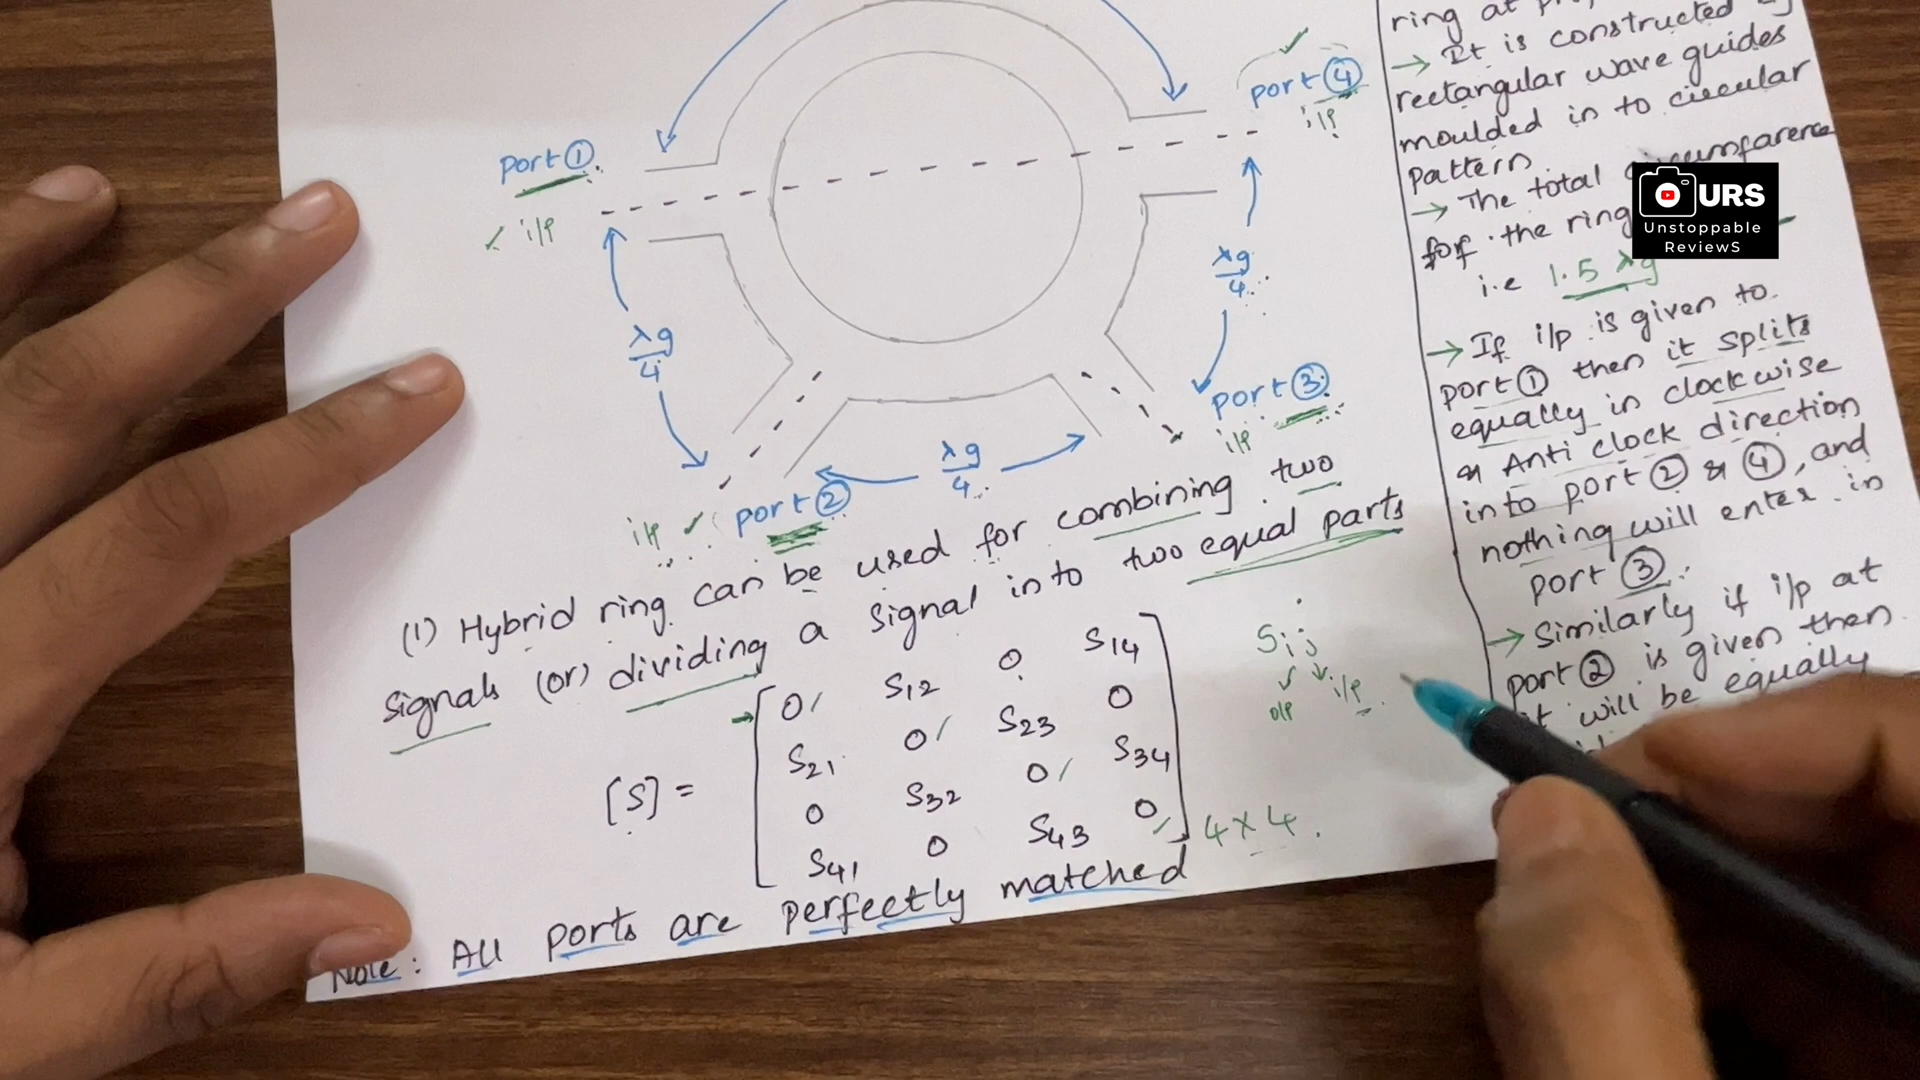 port ①
i/p
port ④
i/p
λg
4
λg
4
port ③
i/p
λg
4
port ②
i/p
(1) Hybrid ring can be used for combining two
signals (or) dividing a signal into two equal parts
[S] =
0 S12 0 S14
S21 0 S23 0
0 S32 0 S34
S41 0 S43 0
4 x 4.
Sij
o/p i/p
Note: All ports are perfectly matched
ring at
→ It is constructed
rectangular wave guides
moulded in to circular
pattern
→ The total circumfarence
for the ring
i.e 1.5 λg
→ If i/p is given to
port ① then it splits
equally in clockwise
& Anti clock direction
into port ② & ④, and
nothing will enter in
port ③.
→ Similarly if i/p at
port ② is given then
it will be equally
OURS
Unstoppable
ReviewS